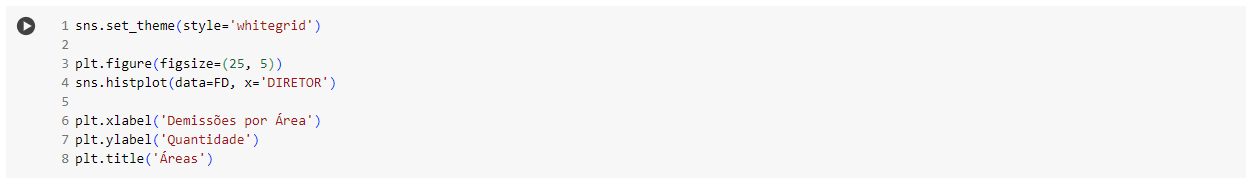 1 sns.set_theme(style='whitegrid')
2
3 plt.figure(figsize=(25, 5))
4 sns.histplot(data=FD, x='DIRETOR')
5
6 plt.xlabel('Demissões por Área')
7 plt.ylabel('Quantidade')
8 plt.title('Áreas')